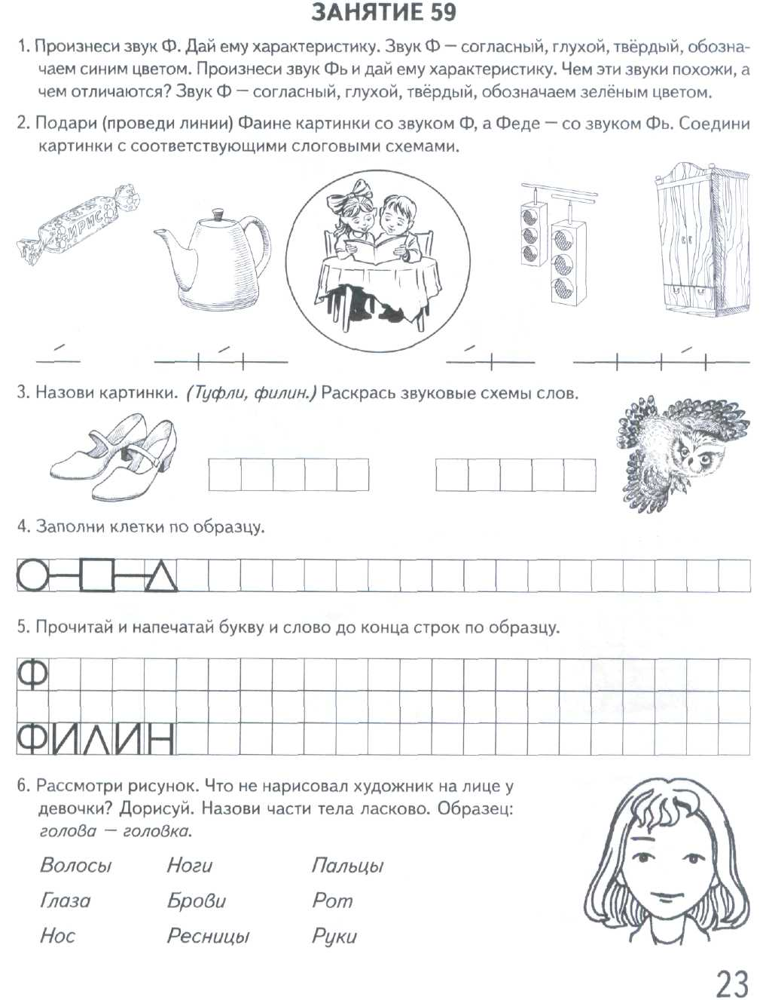 ЗАНЯТИЕ 59
1. Произнеси звук Ф. Дай ему характеристику. Звук Ф — согласный, глухой, твёрдый, обозна-
чаем синим цветом. Произнеси звук Фь и дай ему характеристику. Чем эти звуки похожи, а
чем отличаются? Звук Ф — согласный, глухой, твёрдый, обозначаем зелёным цветом.
2. Подари (проведи линии) Фаине картинки со звуком Ф, а Феде — со звуком Фь. Соедини
картинки с соответствующими слоговыми схемами.
ИРИС
3. Назови картинки. (Туфли, филин.) Раскрась звуковые схемы слов.
4. Заполни клетки по образцу.
5. Прочитай и напечатай букву и слово до конца строк по образцу.
Ф
ФИЛИН
6. Рассмотри рисунок. Что не нарисовал художник на лице у
девочки? Дорисуй. Назови части тела ласково. Образец:
голова — головка.
Волосы Ноги Пальцы
Глаза Брови Рот
Нос Ресницы Руки
23